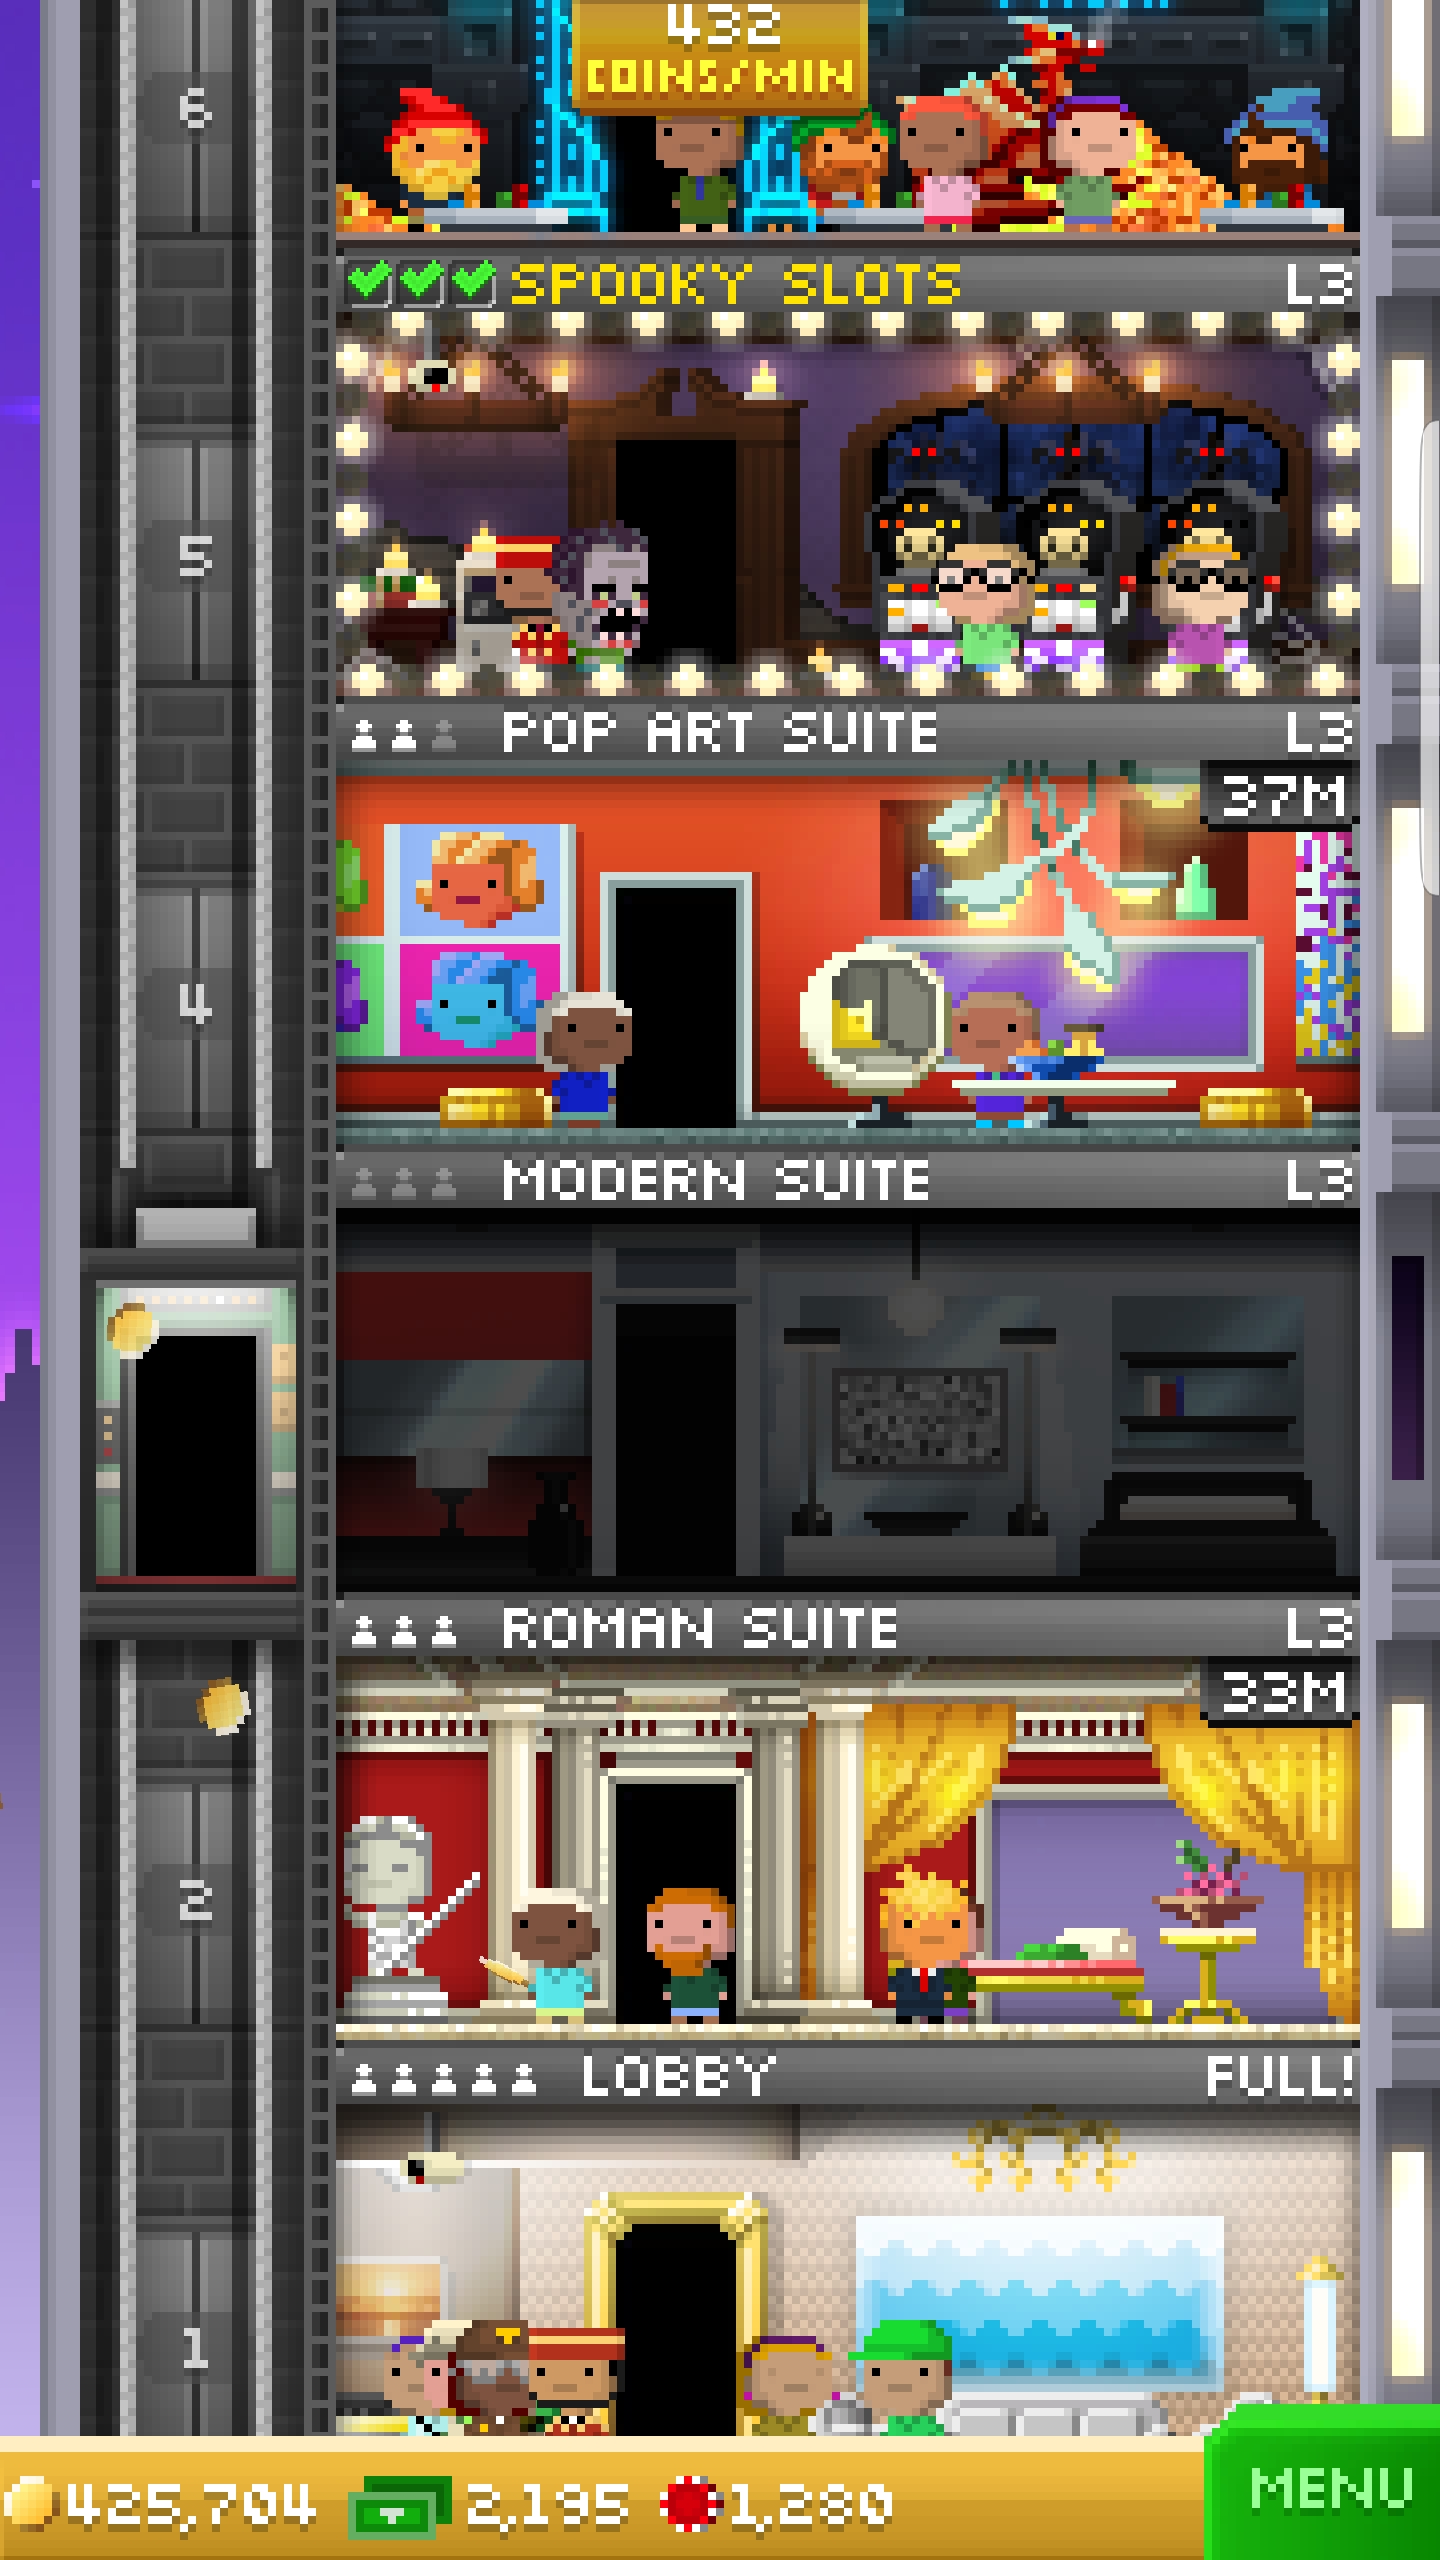 432
COINS/MIN
6
SPOOKY SLOTS L3
5
POP ART SUITE L3
37M
4
MODERN SUITE L3
ROMAN SUITE L3
33M
2
LOBBY FULL!
1
425,704 2,195 1,280 MENU